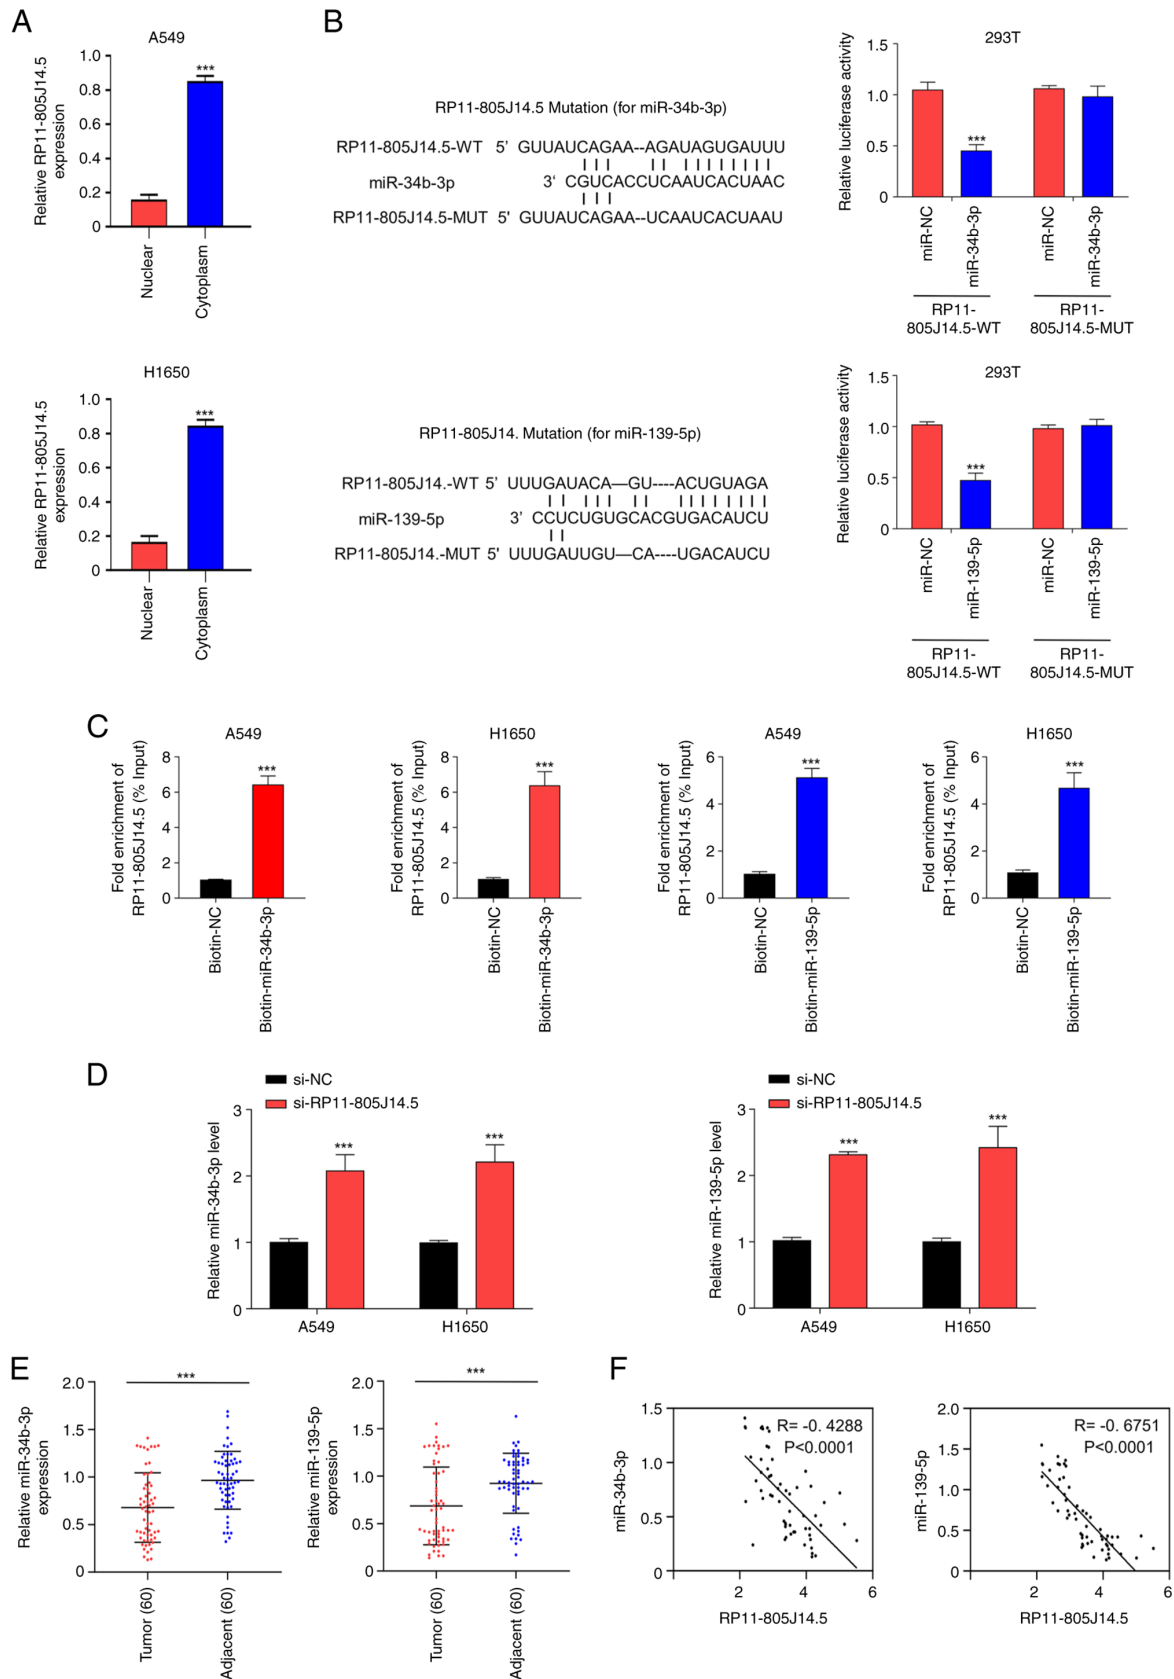 A
A549
Relative RP11-805J14.5
expression
1.0
0.8
0.6
0.4
0.2
0
***
Nuclear
Cytoplasm
H1650
Relative RP11-805J14.5
expression
1.0
0.8
0.6
0.4
0.2
0
***
Nuclear
Cytoplasm
B
RP11-805J14.5 Mutation (for miR-34b-3p)
RP11-805J14.5-WT 5' GUUAUCAGAA--AGAUAGUGAUUU
miR-34b-3p 3' CGUCACCUCAAUCACUAAC
RP11-805J14.5-MUT 5' GUUAUCAGAA--UCAAUCACUAAU
293T
Relative luciferase activity
1.5
1.0
0.5
0
***
miR-NC
miR-34b-3p
miR-NC
miR-34b-3p
RP11-
805J14.5-WT
RP11-
805J14.5-MUT
RP11-805J14. Mutation (for miR-139-5p)
RP11-805J14.-WT 5' UUUGAUACA—GU----ACUGUAGA
miR-139-5p 3' CCUCUGUGCACGUGACAUCU
RP11-805J14.-MUT 5' UUUGAUUGU—CA----UGACAUCU
293T
Relative luciferase activity
1.5
1.0
0.5
0
***
miR-NC
miR-139-5p
miR-NC
miR-139-5p
RP11-
805J14.5-WT
RP11-
805J14.5-MUT
C
A549
Fold enrichment of
RP11-805J14.5 (% Input)
8
6
4
2
0
***
Biotin-NC
Biotin-miR-34b-3p
H1650
Fold enrichment of
RP11-805J14.5 (% Input)
8
6
4
2
0
***
Biotin-NC
Biotin-miR-34b-3p
A549
Fold enrichment of
RP11-805J14.5 (% Input)
6
4
2
0
***
Biotin-NC
Biotin-miR-139-5p
H1650
Fold enrichment of
RP11-805J14.5 (% Input)
6
4
2
0
***
Biotin-NC
Biotin-miR-139-5p
D
si-NC
si-RP11-805J14.5
Relative miR-34b-3p level
3
2
1
0
***
***
A549
H1650
si-NC
si-RP11-805J14.5
Relative miR-139-5p level
3
2
1
0
***
***
A549
H1650
E
Relative miR-34b-3p
expression
2.0
1.5
1.0
0.5
0
***
Tumor (60)
Adjacent (60)
Relative miR-139-5p
expression
2.0
1.5
1.0
0.5
0
***
Tumor (60)
Adjacent (60)
F
miR-34b-3p
1.5
1.0
0.5
0
R= -0.4288
P<0.0001
2
4
6
RP11-805J14.5
miR-139-5p
2.0
1.5
1.0
0.5
0
R= -0.6751
P<0.0001
2
4
6
RP11-805J14.5